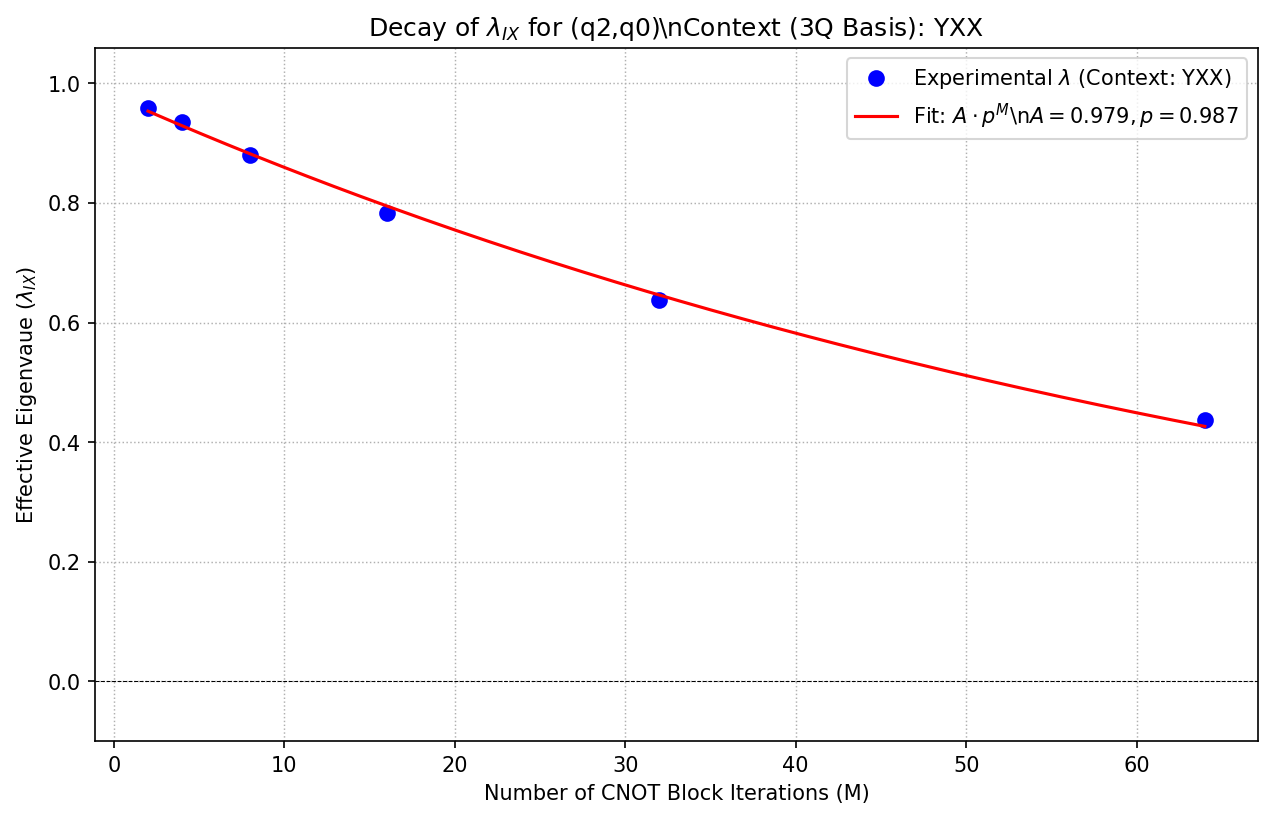 Decay of λ_IX for (q2,q0)\nContext (3Q Basis): YXX
Experimental λ (Context: YXX)
Fit: A · p^M\nA = 0.979, p = 0.987
Effective Eigenvaue (λ_IX)
1.0
0.8
0.6
0.4
0.2
0.0
0 10 20 30 40 50 60
Number of CNOT Block Iterations (M)